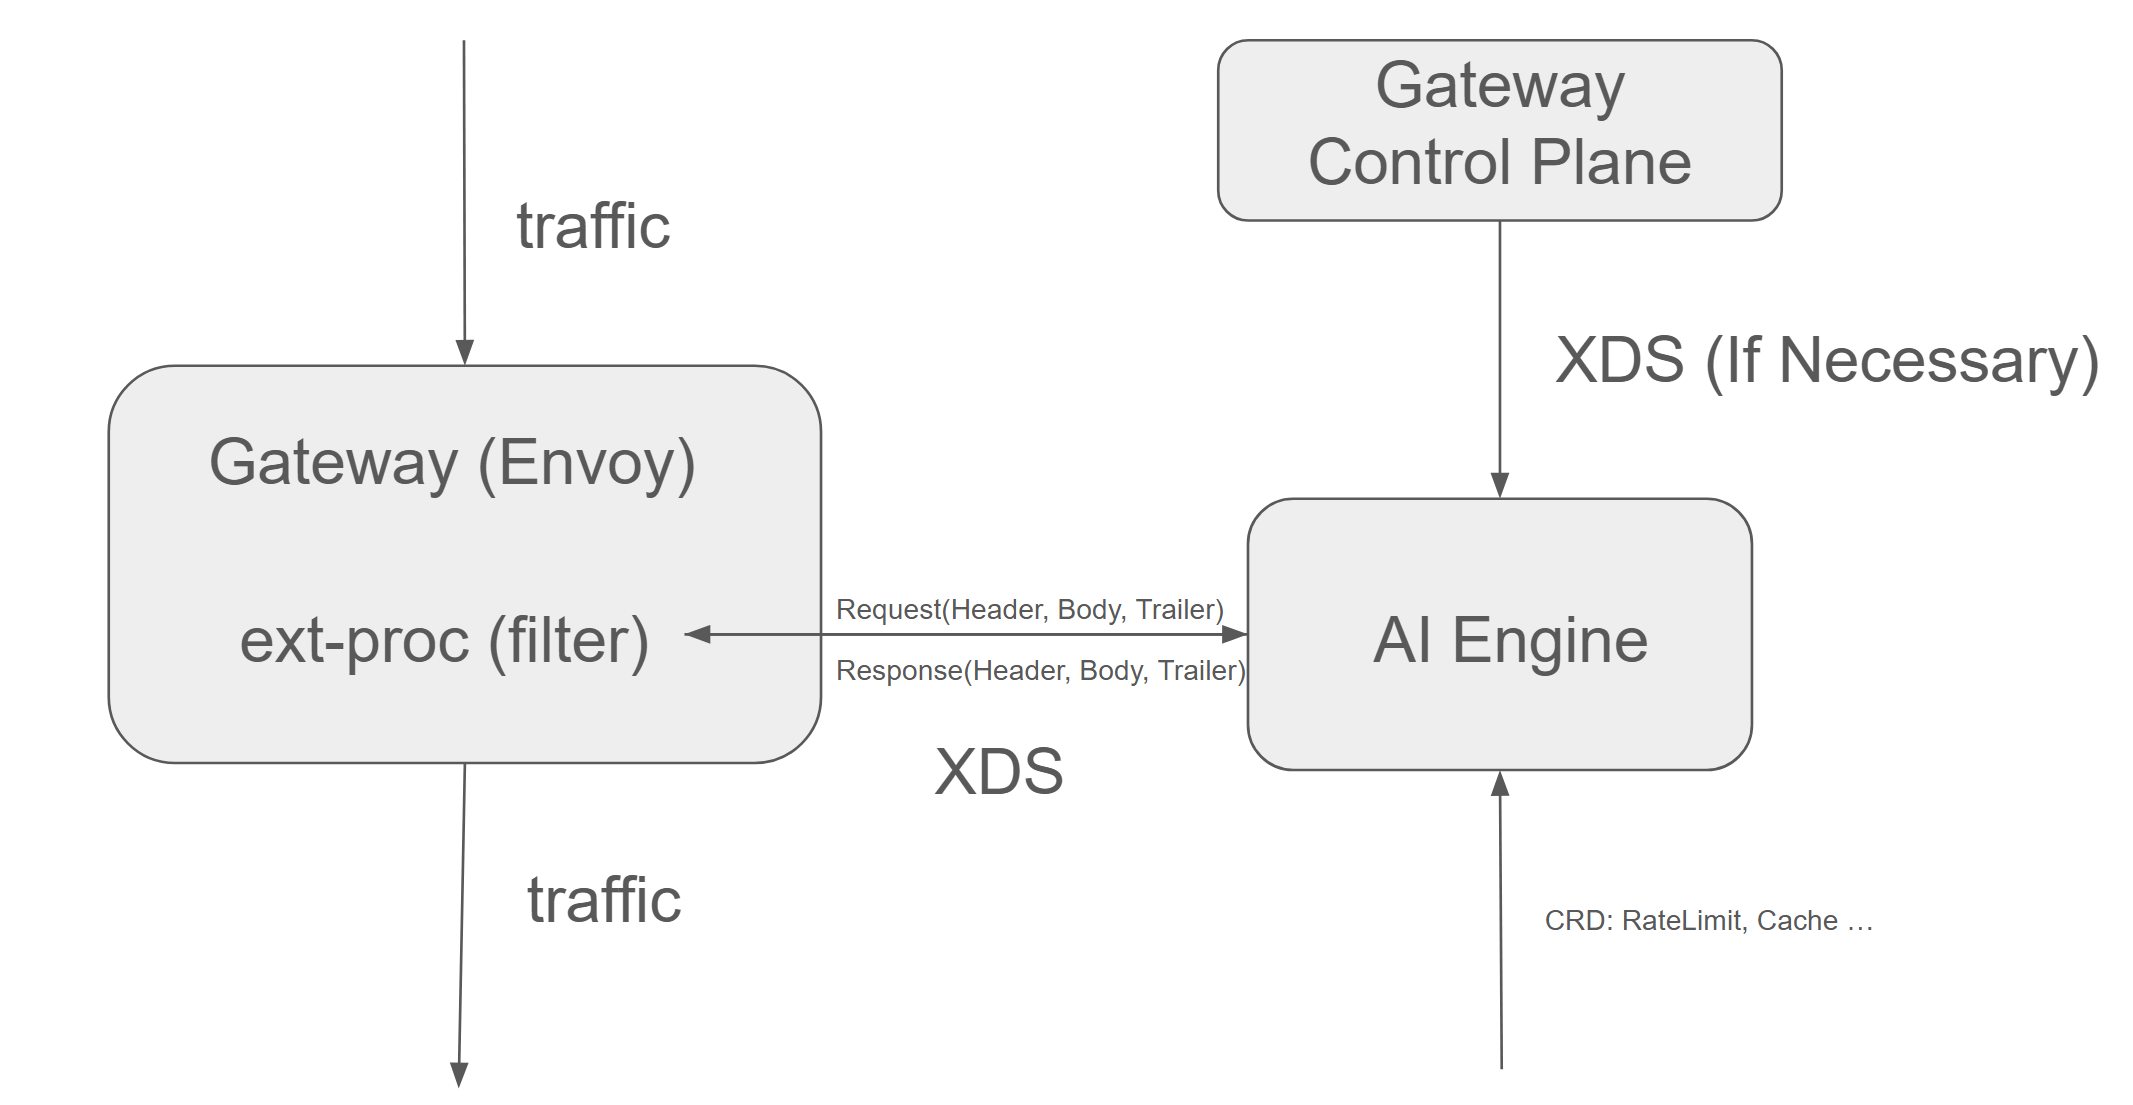 traffic
Gateway
Control Plane
XDS (If Necessary)
Gateway (Envoy)
ext-proc (filter)
Request(Header, Body, Trailer)
Response(Header, Body, Trailer)
XDS
AI Engine
traffic
CRD: RateLimit, Cache …